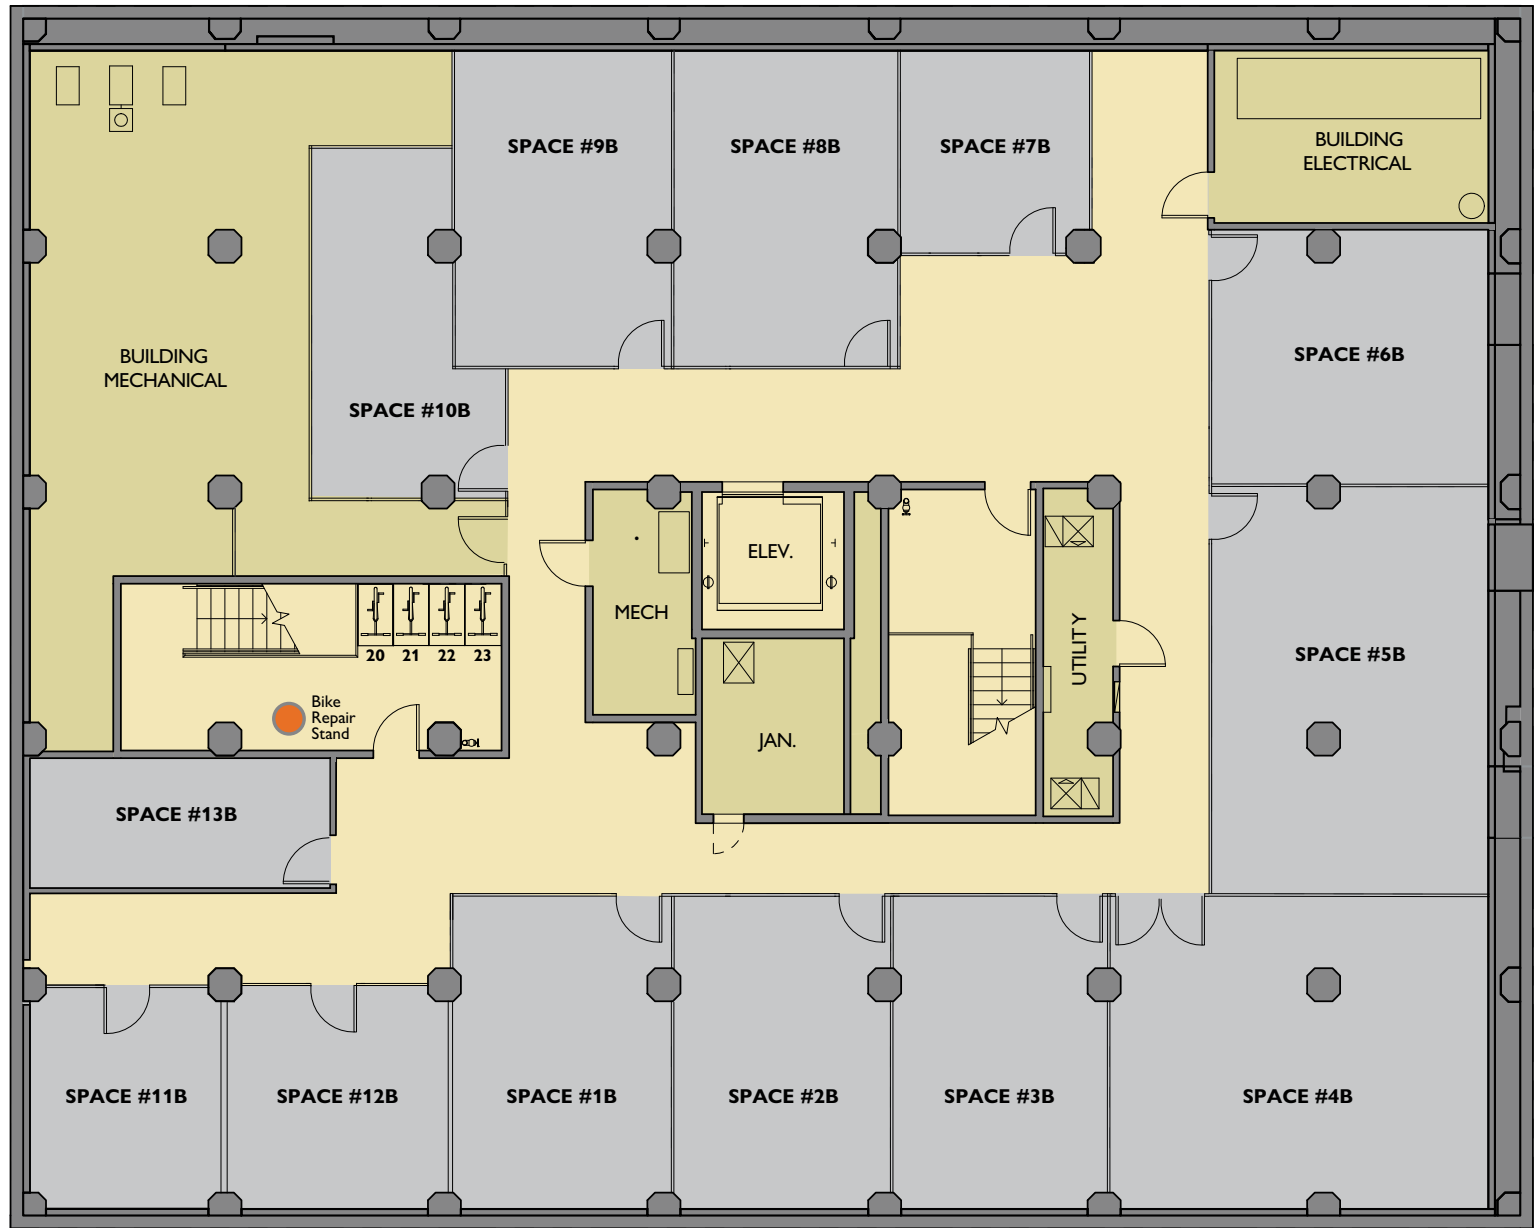 SPACE #9B
SPACE #8B
SPACE #7B
BUILDING
ELECTRICAL
BUILDING
MECHANICAL
SPACE #10B
SPACE #6B
ELEV.
MECH
UTILITY
20
21
22
23
SPACE #5B
Bike
Repair
Stand
JAN.
SPACE #13B
SPACE #11B
SPACE #12B
SPACE #1B
SPACE #2B
SPACE #3B
SPACE #4B